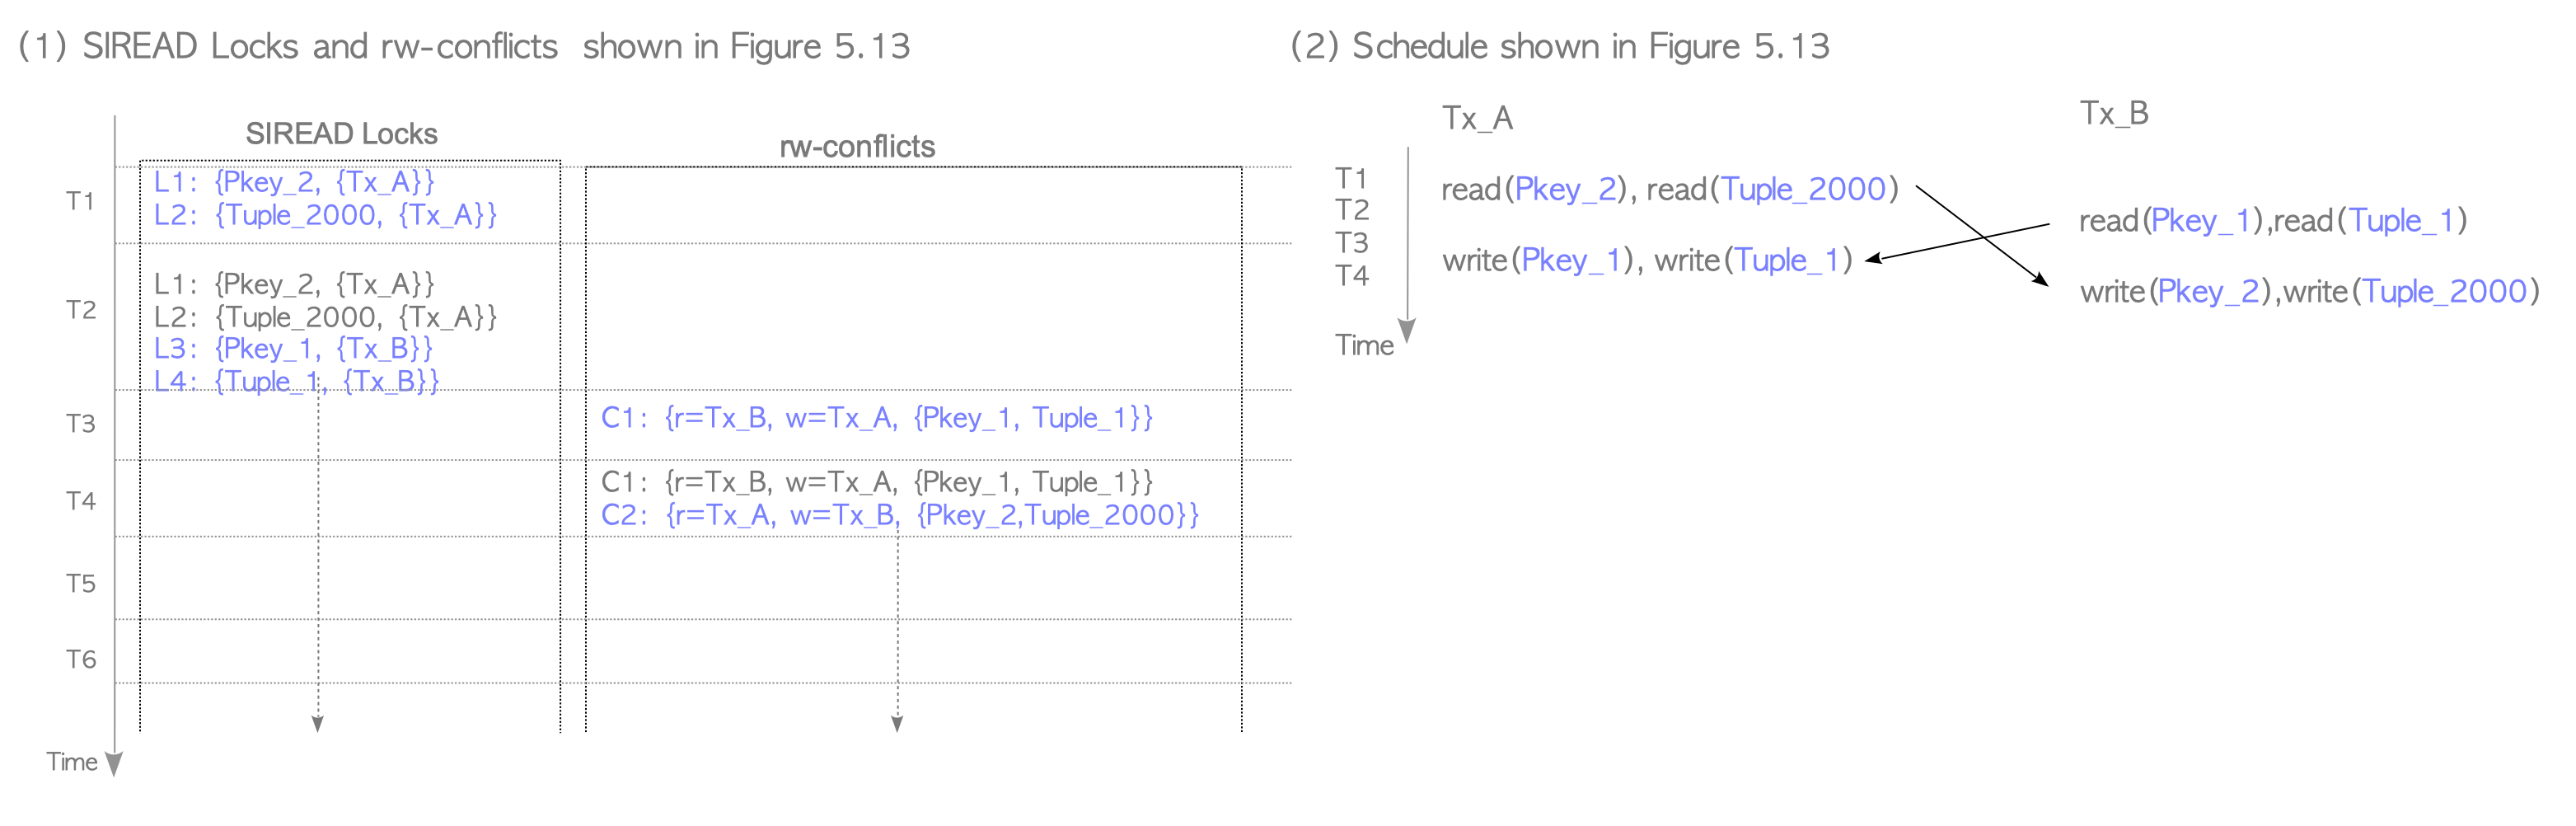 (1) SIREAD Locks and rw-conflicts shown in Figure 5.13
SIREAD Locks
rw-conflicts
T1
L1: {Pkey_2, {Tx_A}}
L2: {Tuple_2000, {Tx_A}}
T2
L1: {Pkey_2, {Tx_A}}
L2: {Tuple_2000, {Tx_A}}
L3: {Pkey_1, {Tx_B}}
L4: {Tuple_1, {Tx_B}}
T3
C1: {r=Tx_B, w=Tx_A, {Pkey_1, Tuple_1}}
T4
C1: {r=Tx_B, w=Tx_A, {Pkey_1, Tuple_1}}
C2: {r=Tx_A, w=Tx_B, {Pkey_2,Tuple_2000}}
T5
T6
Time
(2) Schedule shown in Figure 5.13
Tx_A
Tx_B
T1
read(Pkey_2), read(Tuple_2000)
T2
read(Pkey_1),read(Tuple_1)
T3
write(Pkey_1), write(Tuple_1)
T4
write(Pkey_2),write(Tuple_2000)
Time